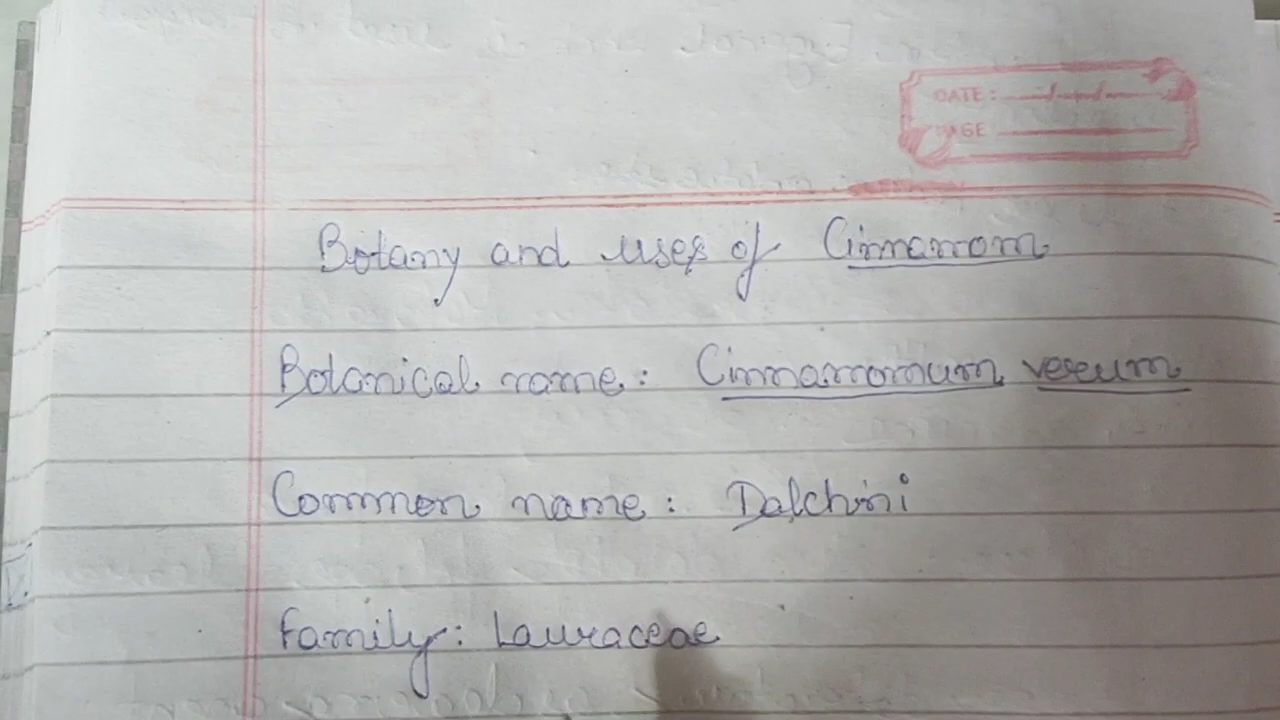 DATE:
PAGE
Botany and uses of Cinnamom
Botanical name: Cinnamomum verum
Common name: Dalchini
Family: Lauraceae